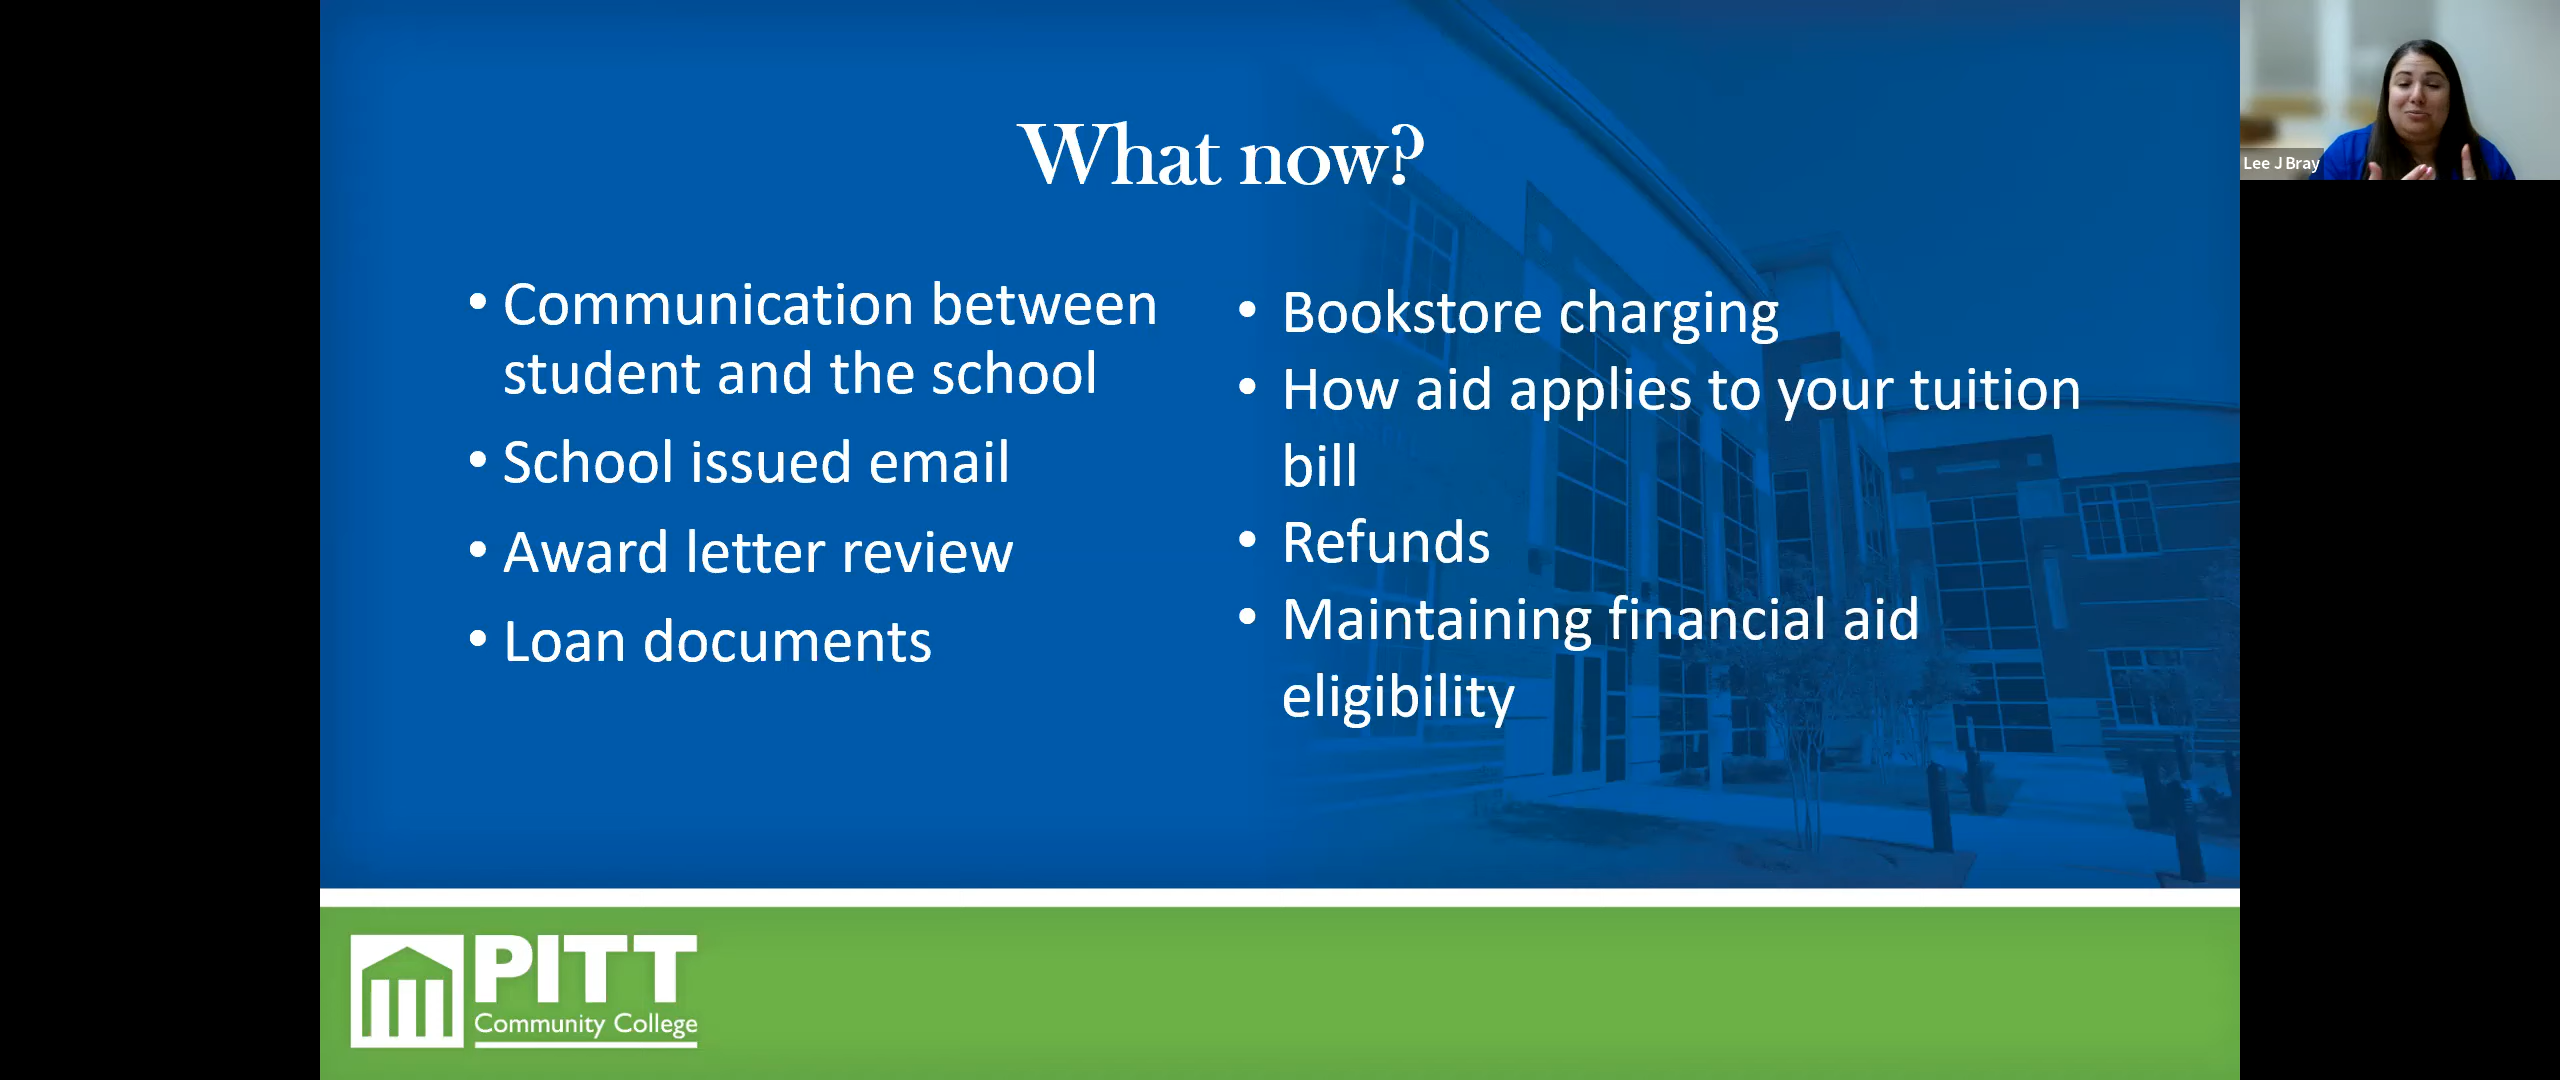 What now?
• Communication between
student and the school
• School issued email
• Award letter review
• Loan documents
• Bookstore charging
• How aid applies to your tuition
bill
• Refunds
• Maintaining financial aid
eligibility
PITT
Community College
Lee J Bray